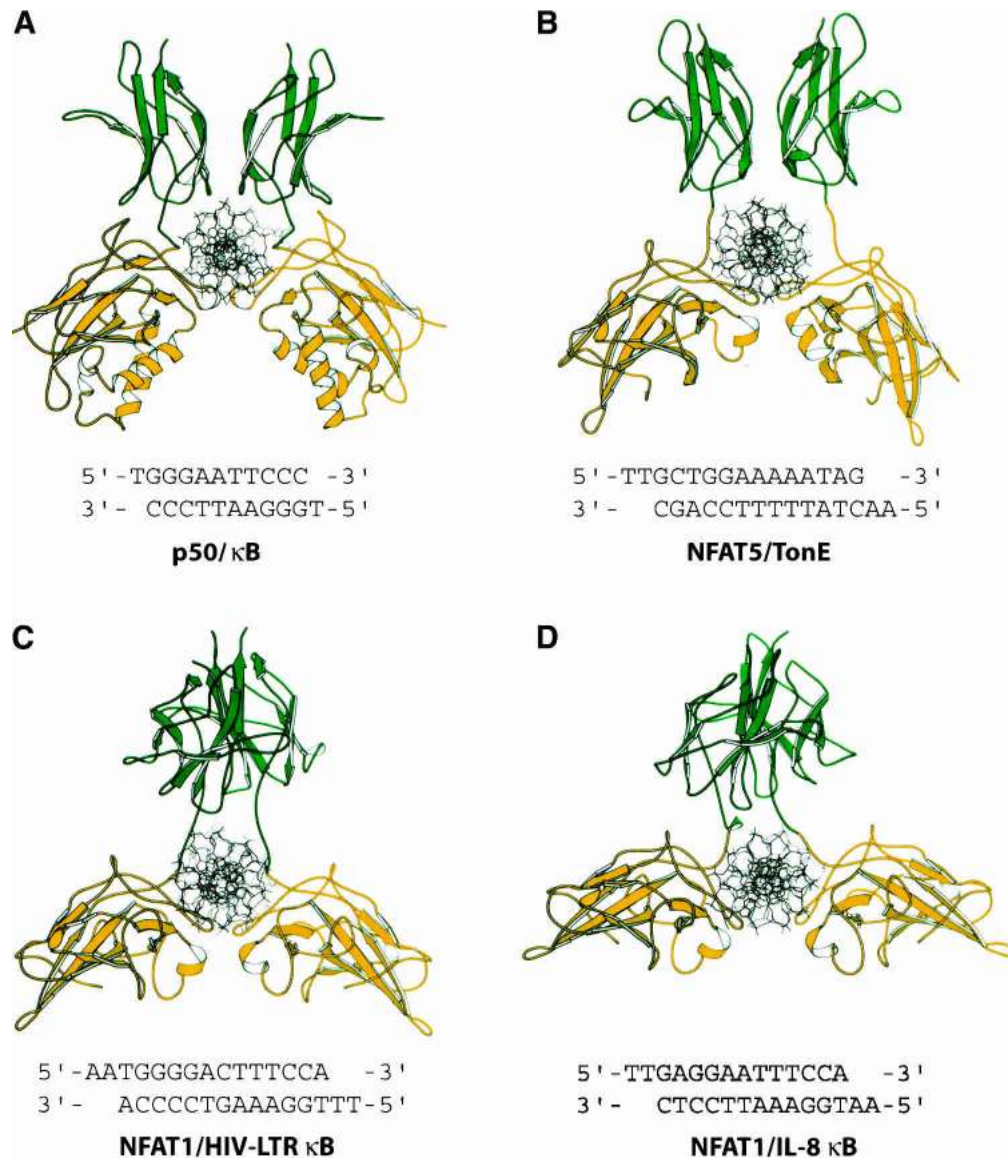 A
B
5'-TGGGAATTCCC -3'
3'- CCCTTAAGGGT-5'
p50/κB
5'-TTGCTGGAAAAATAG -3'
3'- CGACCTTTTTATCAA-5'
NFAT5/TonE
C
D
5'-AATGGGGACTTTCCA -3'
3'- ACCCCTGAAAGGTTT-5'
NFAT1/HIV-LTR κB
5'-TTGAGGAATTTCCA -3'
3'- CTCCTTAAAGGTAA-5'
NFAT1/IL-8 κB